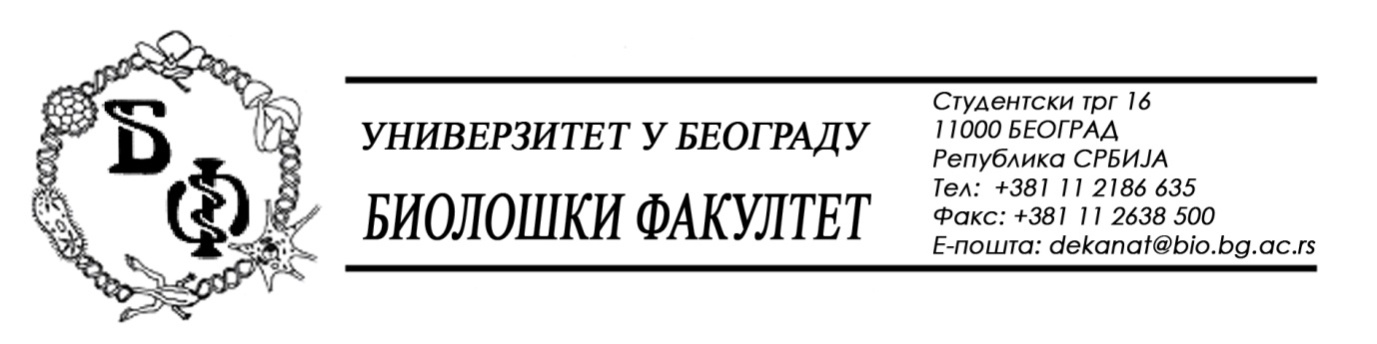 БФ
УНИВЕРЗИТЕТ У БЕОГРАДУ
БИОЛОШКИ ФАКУЛТЕТ
Студентски трг 16
11000 БЕОГРАД
Република СРБИЈА
Тел:  +381 11 2186 635
Факс: +381 11 2638 500
Е-пошта: dekanat@bio.bg.ac.rs